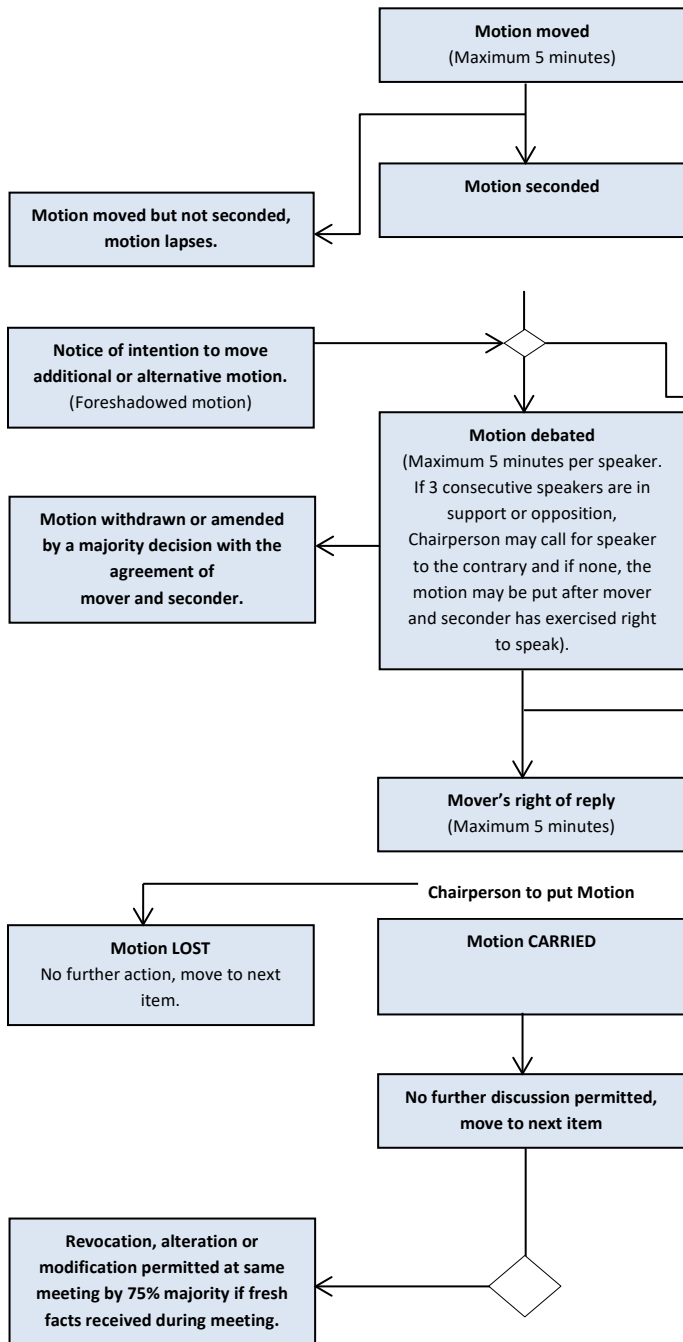 Motion moved
(Maximum 5 minutes)
Motion seconded
Motion moved but not seconded,
motion lapses.
Notice of intention to move
additional or alternative motion.
(Foreshadowed motion)
Motion debated
(Maximum 5 minutes per speaker.
If 3 consecutive speakers are in
support or opposition,
Chairperson may call for speaker
to the contrary and if none, the
motion may be put after mover
and seconder has exercised right
to speak).
Motion withdrawn or amended
by a majority decision with the
agreement of
mover and seconder.
Mover’s right of reply
(Maximum 5 minutes)
Chairperson to put Motion
Motion LOST
No further action, move to next
item.
Motion CARRIED
No further discussion permitted,
move to next item
Revocation, alteration or
modification permitted at same
meeting by 75% majority if fresh
facts received during meeting.